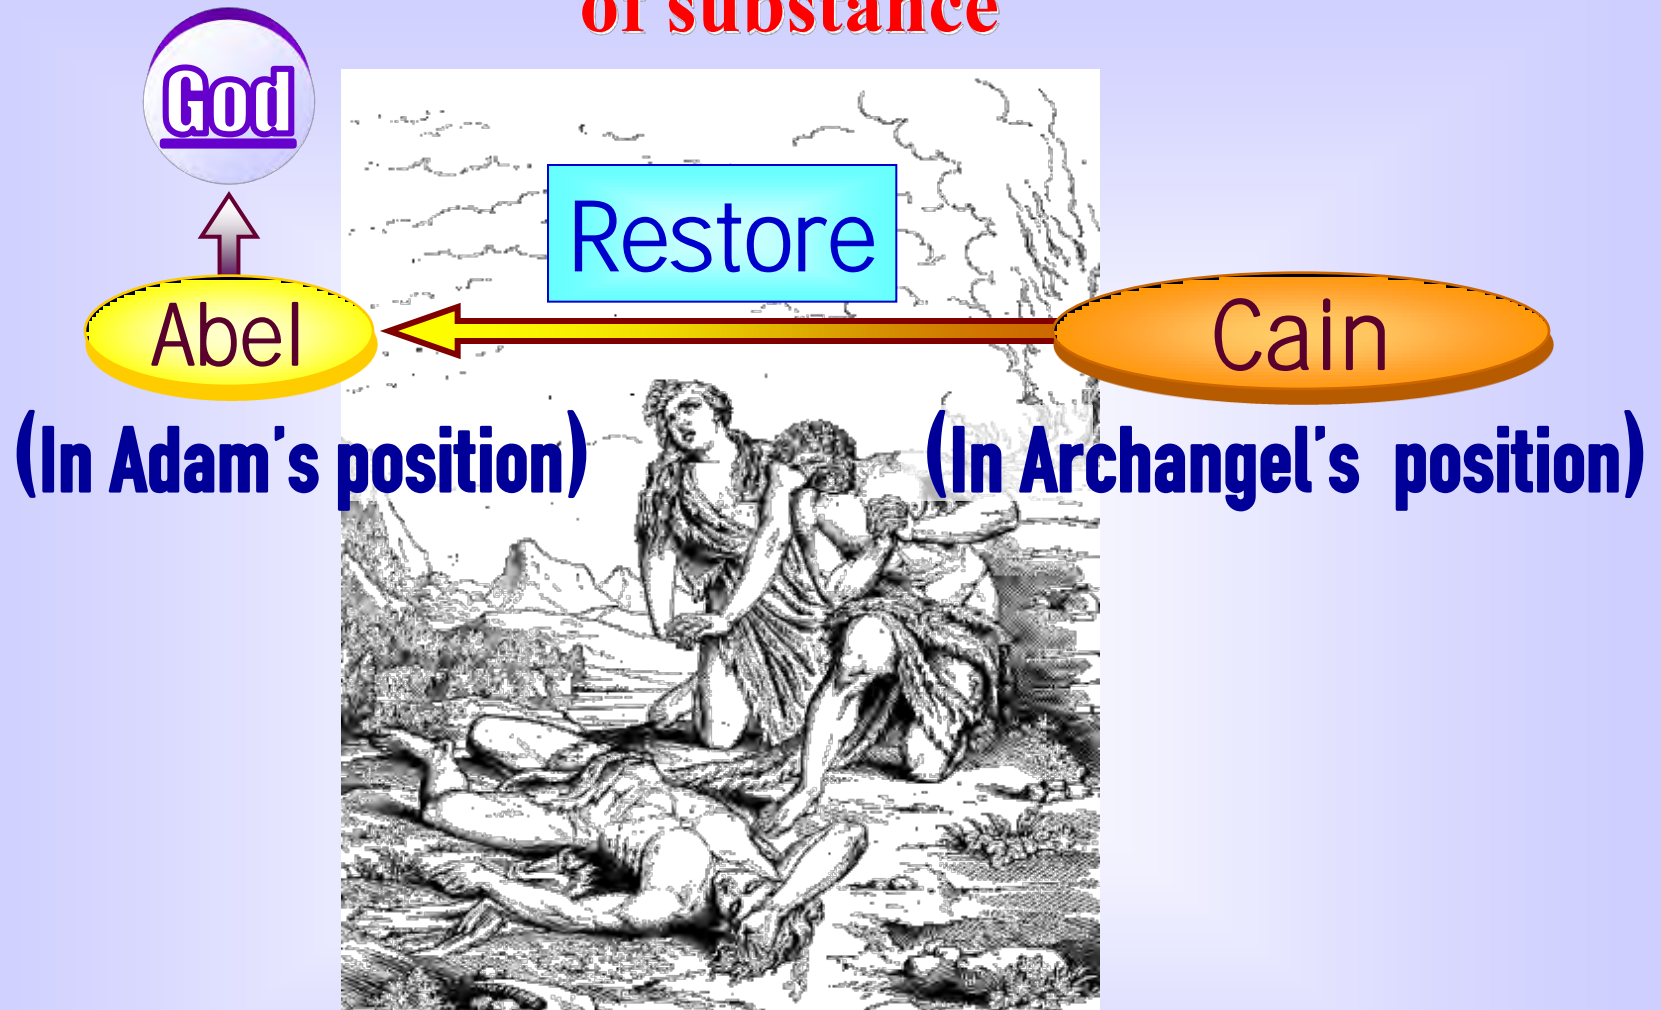 of substance
God
Restore
Abel
Cain
(In Adam's position)
(In Archangel's position)